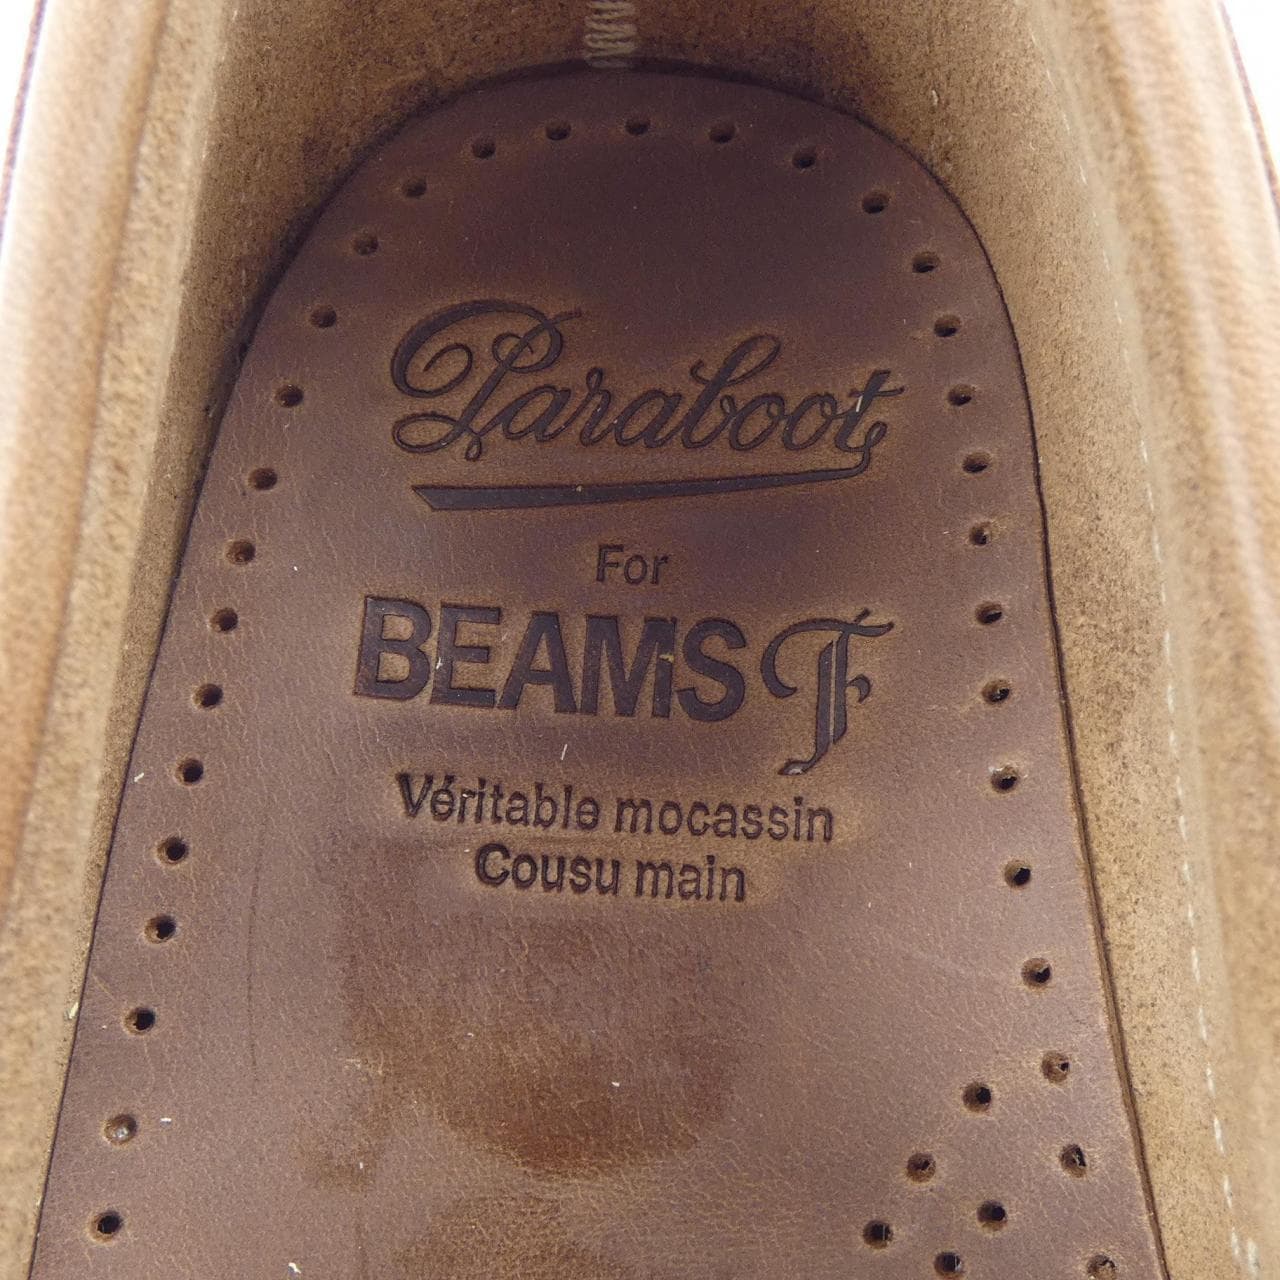 Paraboot
For
BEAMS F
Véritable mocassin
Cousu main